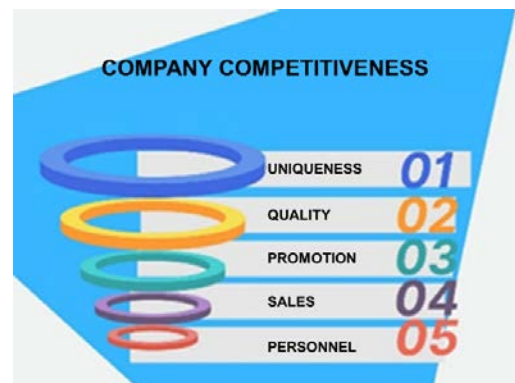 COMPANY COMPETITIVENESS
UNIQUENESS 01
QUALITY 02
PROMOTION 03
SALES 04
PERSONNEL 05